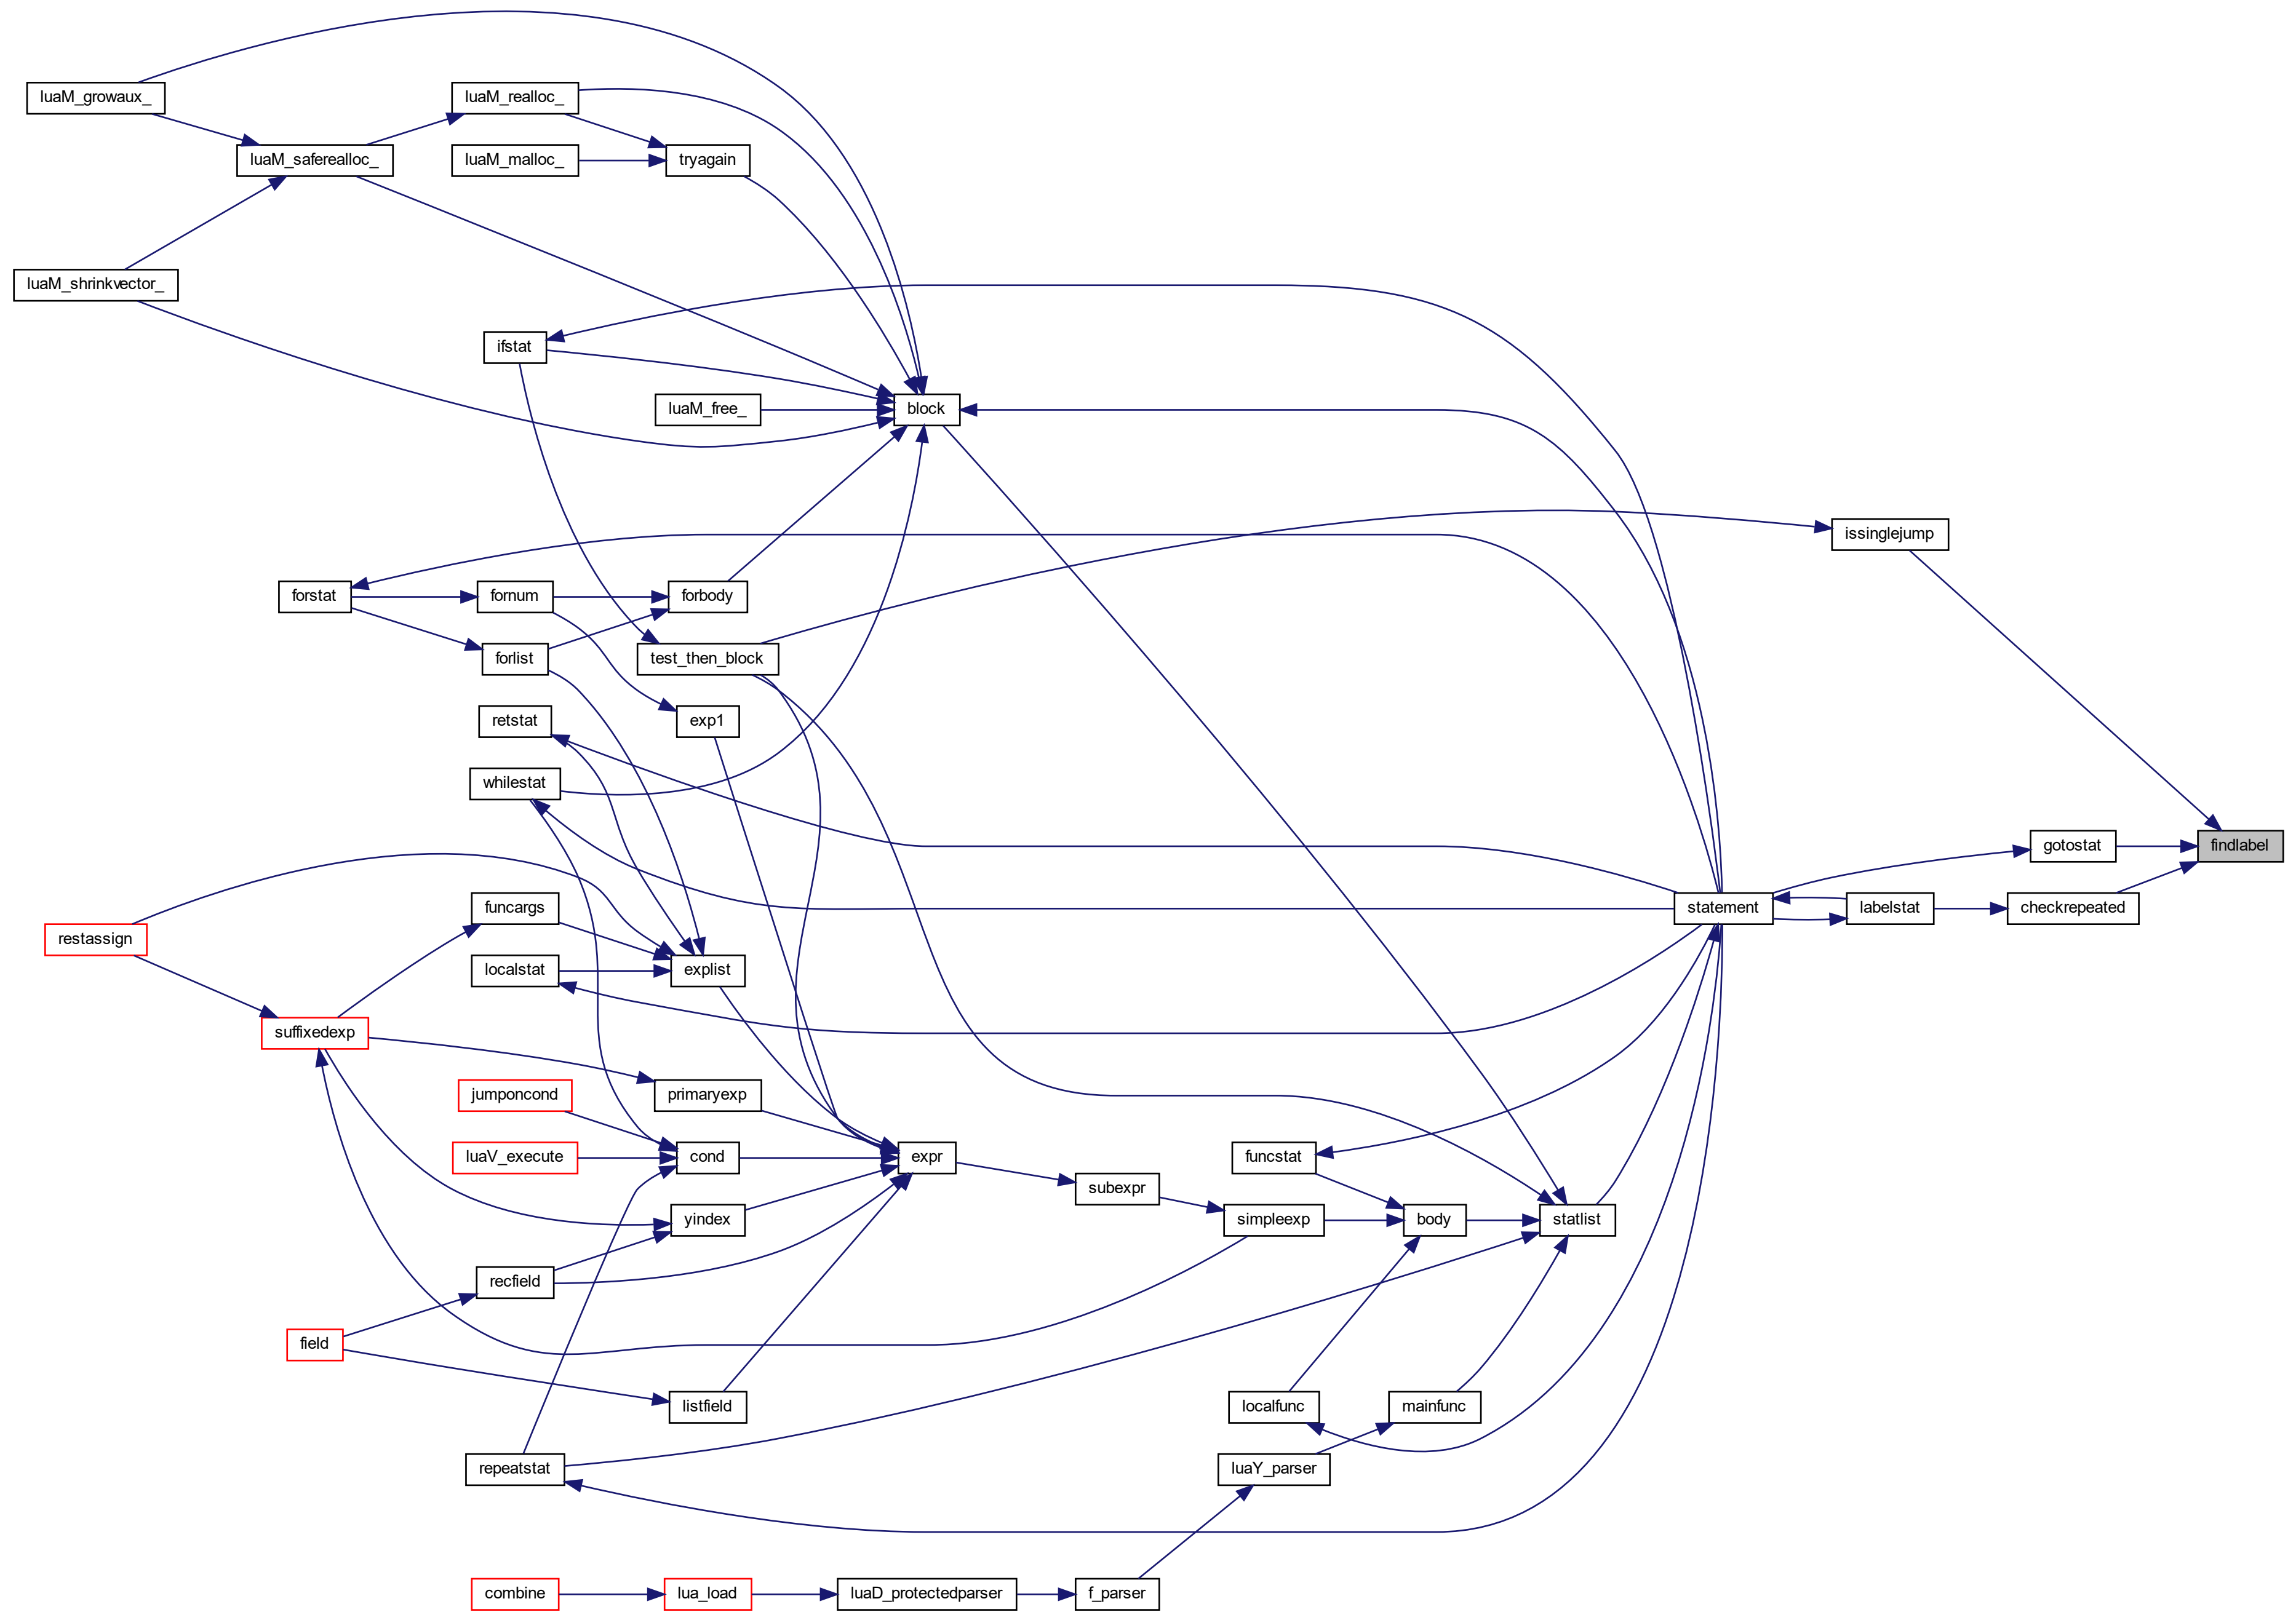 luaM_growaux_
luaM_realloc_
luaM_saferealloc_
luaM_malloc_
tryagain
luaM_shrinkvector_
ifstat
luaM_free_
block
issinglejump
forstat
fornum
forbody
forlist
test_then_block
retstat
exp1
whilestat
gotostat
findlabel
funcargs
statement
labelstat
checkrepeated
restassign
localstat
explist
suffixedexp
jumponcond
primaryexp
luaV_execute
cond
expr
funcstat
subexpr
yindex
simpleexp
body
statlist
recfield
field
listfield
localfunc
mainfunc
repeatstat
luaY_parser
combine
lua_load
luaD_protectedparser
f_parser